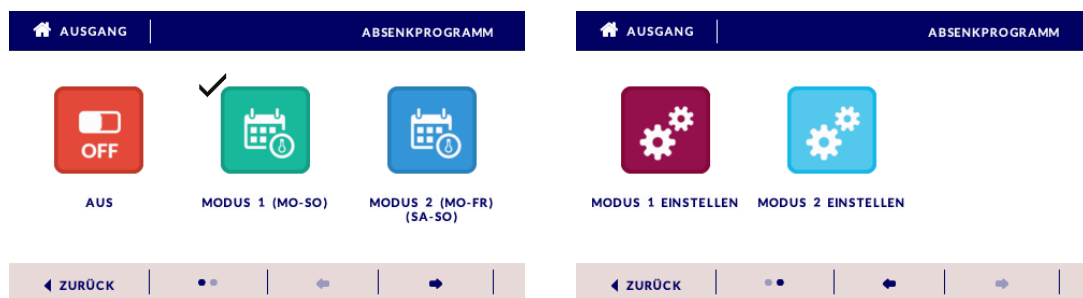 AUSGANG
ABSENKPROGRAMM
OFF
AUS
MODUS 1 (MO-SO)
MODUS 2 (MO-FR)
(SA-SO)
ZURÜCK
AUSGANG
ABSENKPROGRAMM
MODUS 1 EINSTELLEN
MODUS 2 EINSTELLEN
ZURÜCK